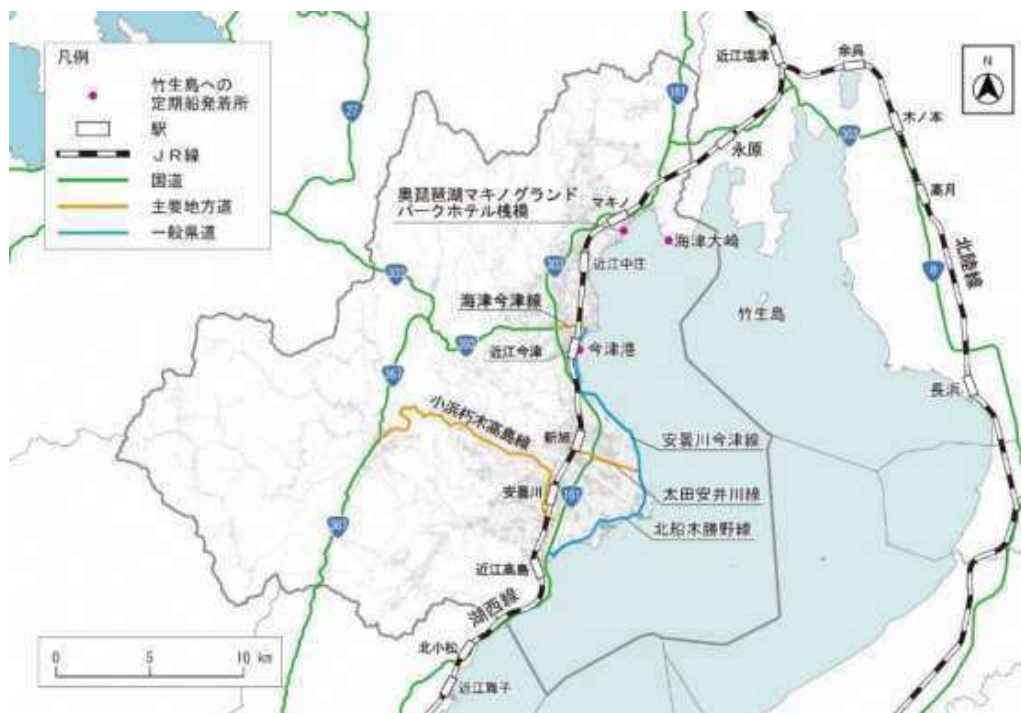 凡例
竹生島への
定期船発着所
駅
ＪＲ線
国道
主要地方道
一般県道
N
近江塩津
余呉
木ノ本
高月
北陸線
長浜
永原
マキノ
奥琵琶湖マキノグランド
パークホテル桟橋
海津大崎
近江中庄
竹生島
海津今津線
近江今津
今津港
小浜朽木高島線
新旭
安曇川今津線
安曇川
太田安井川線
北船木勝野線
近江高島
湖西線
北小松
近江舞子
27
161
303
8
303
303
303
367
161
367
0 5 10 km